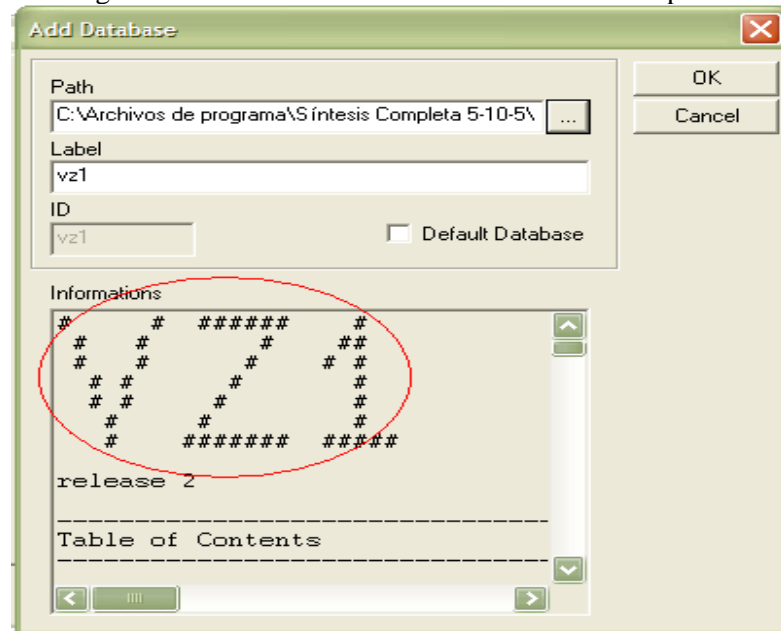 Add Database
Path
OK
C:\Archivos de programa\Síntesis Completa 5-10-5\ ...
Cancel
Label
vz1
ID
vz1
Default Database
Informations
VZ1
release 2
Table of Contents